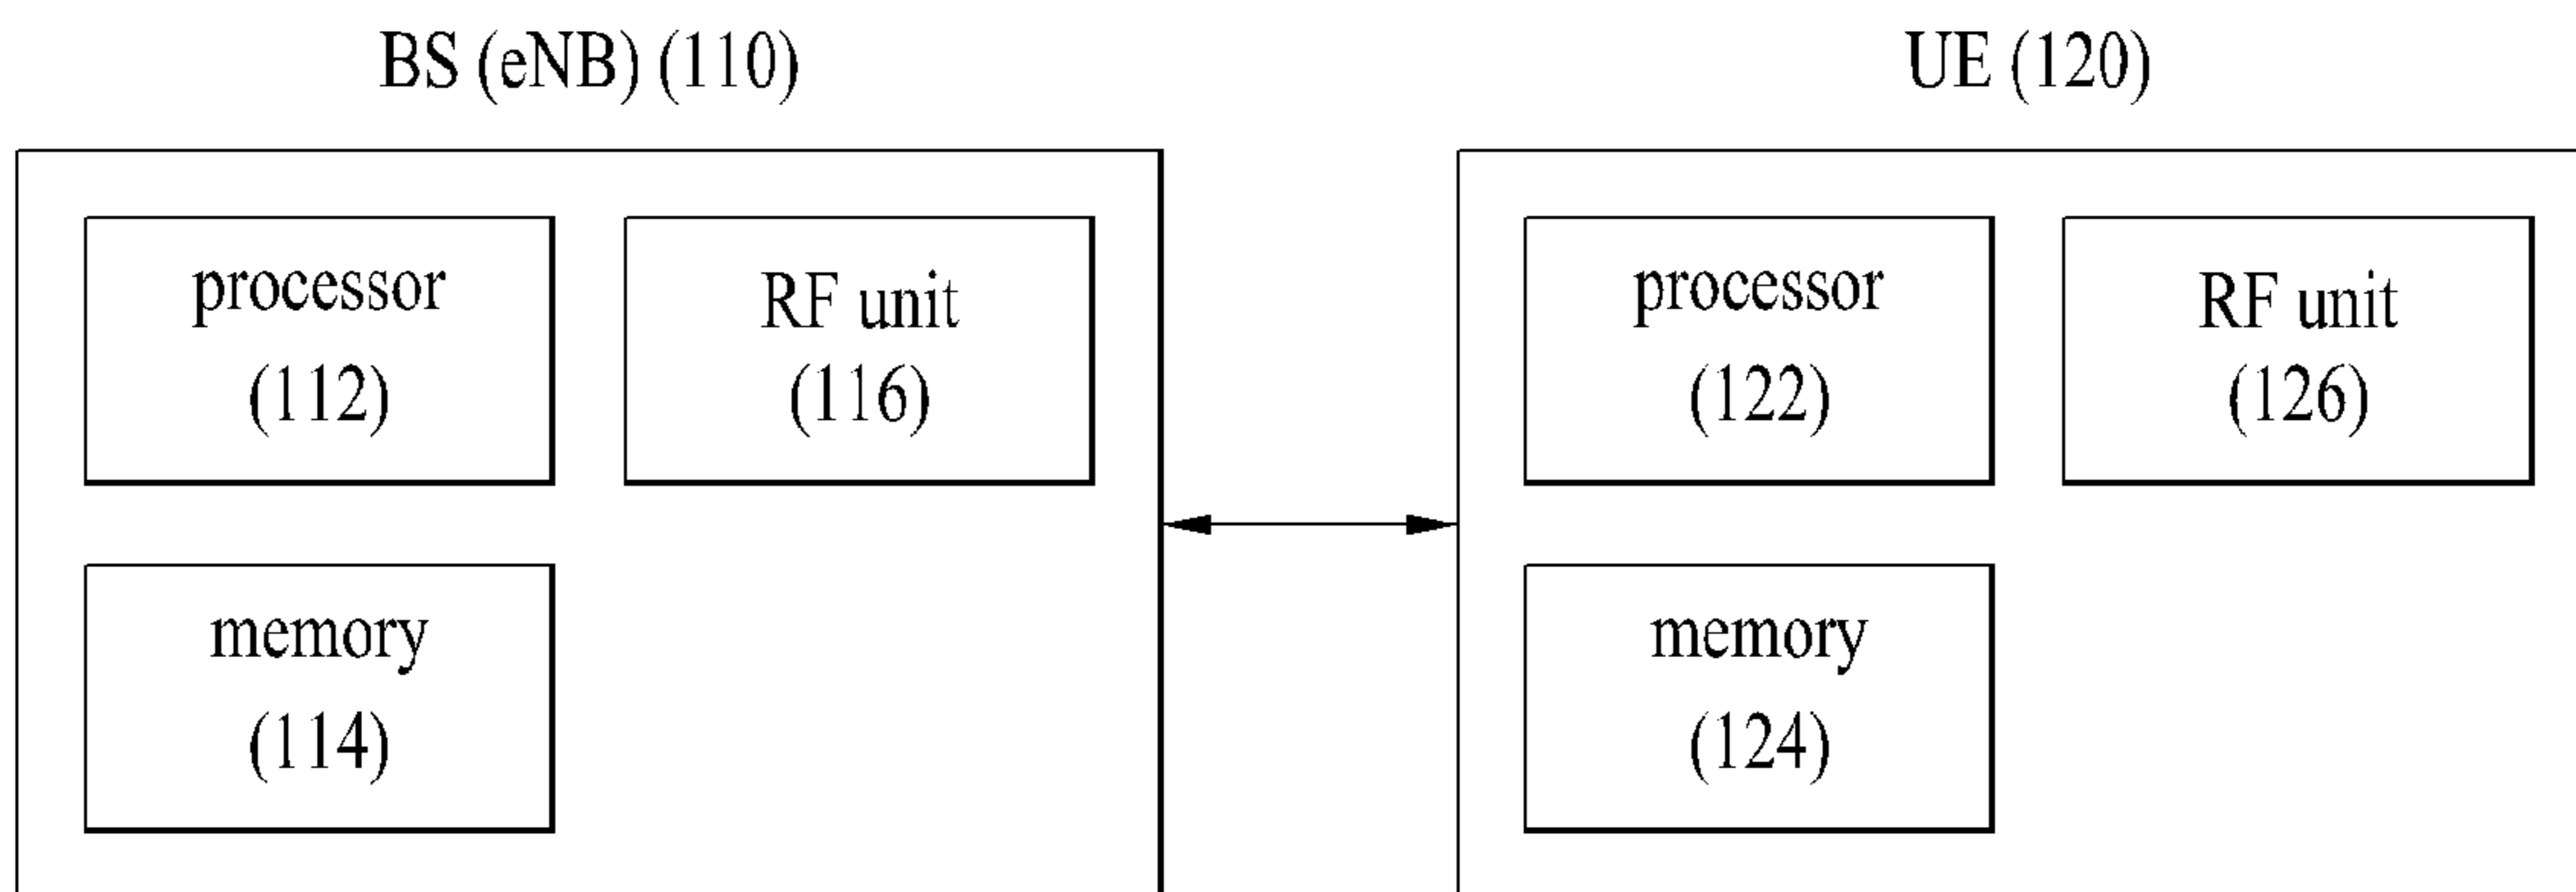 BS (eNB) (110)
processor
(112)
RF unit
(116)
memory
(114)
UE (120)
processor
(122)
RF unit
(126)
memory
(124)